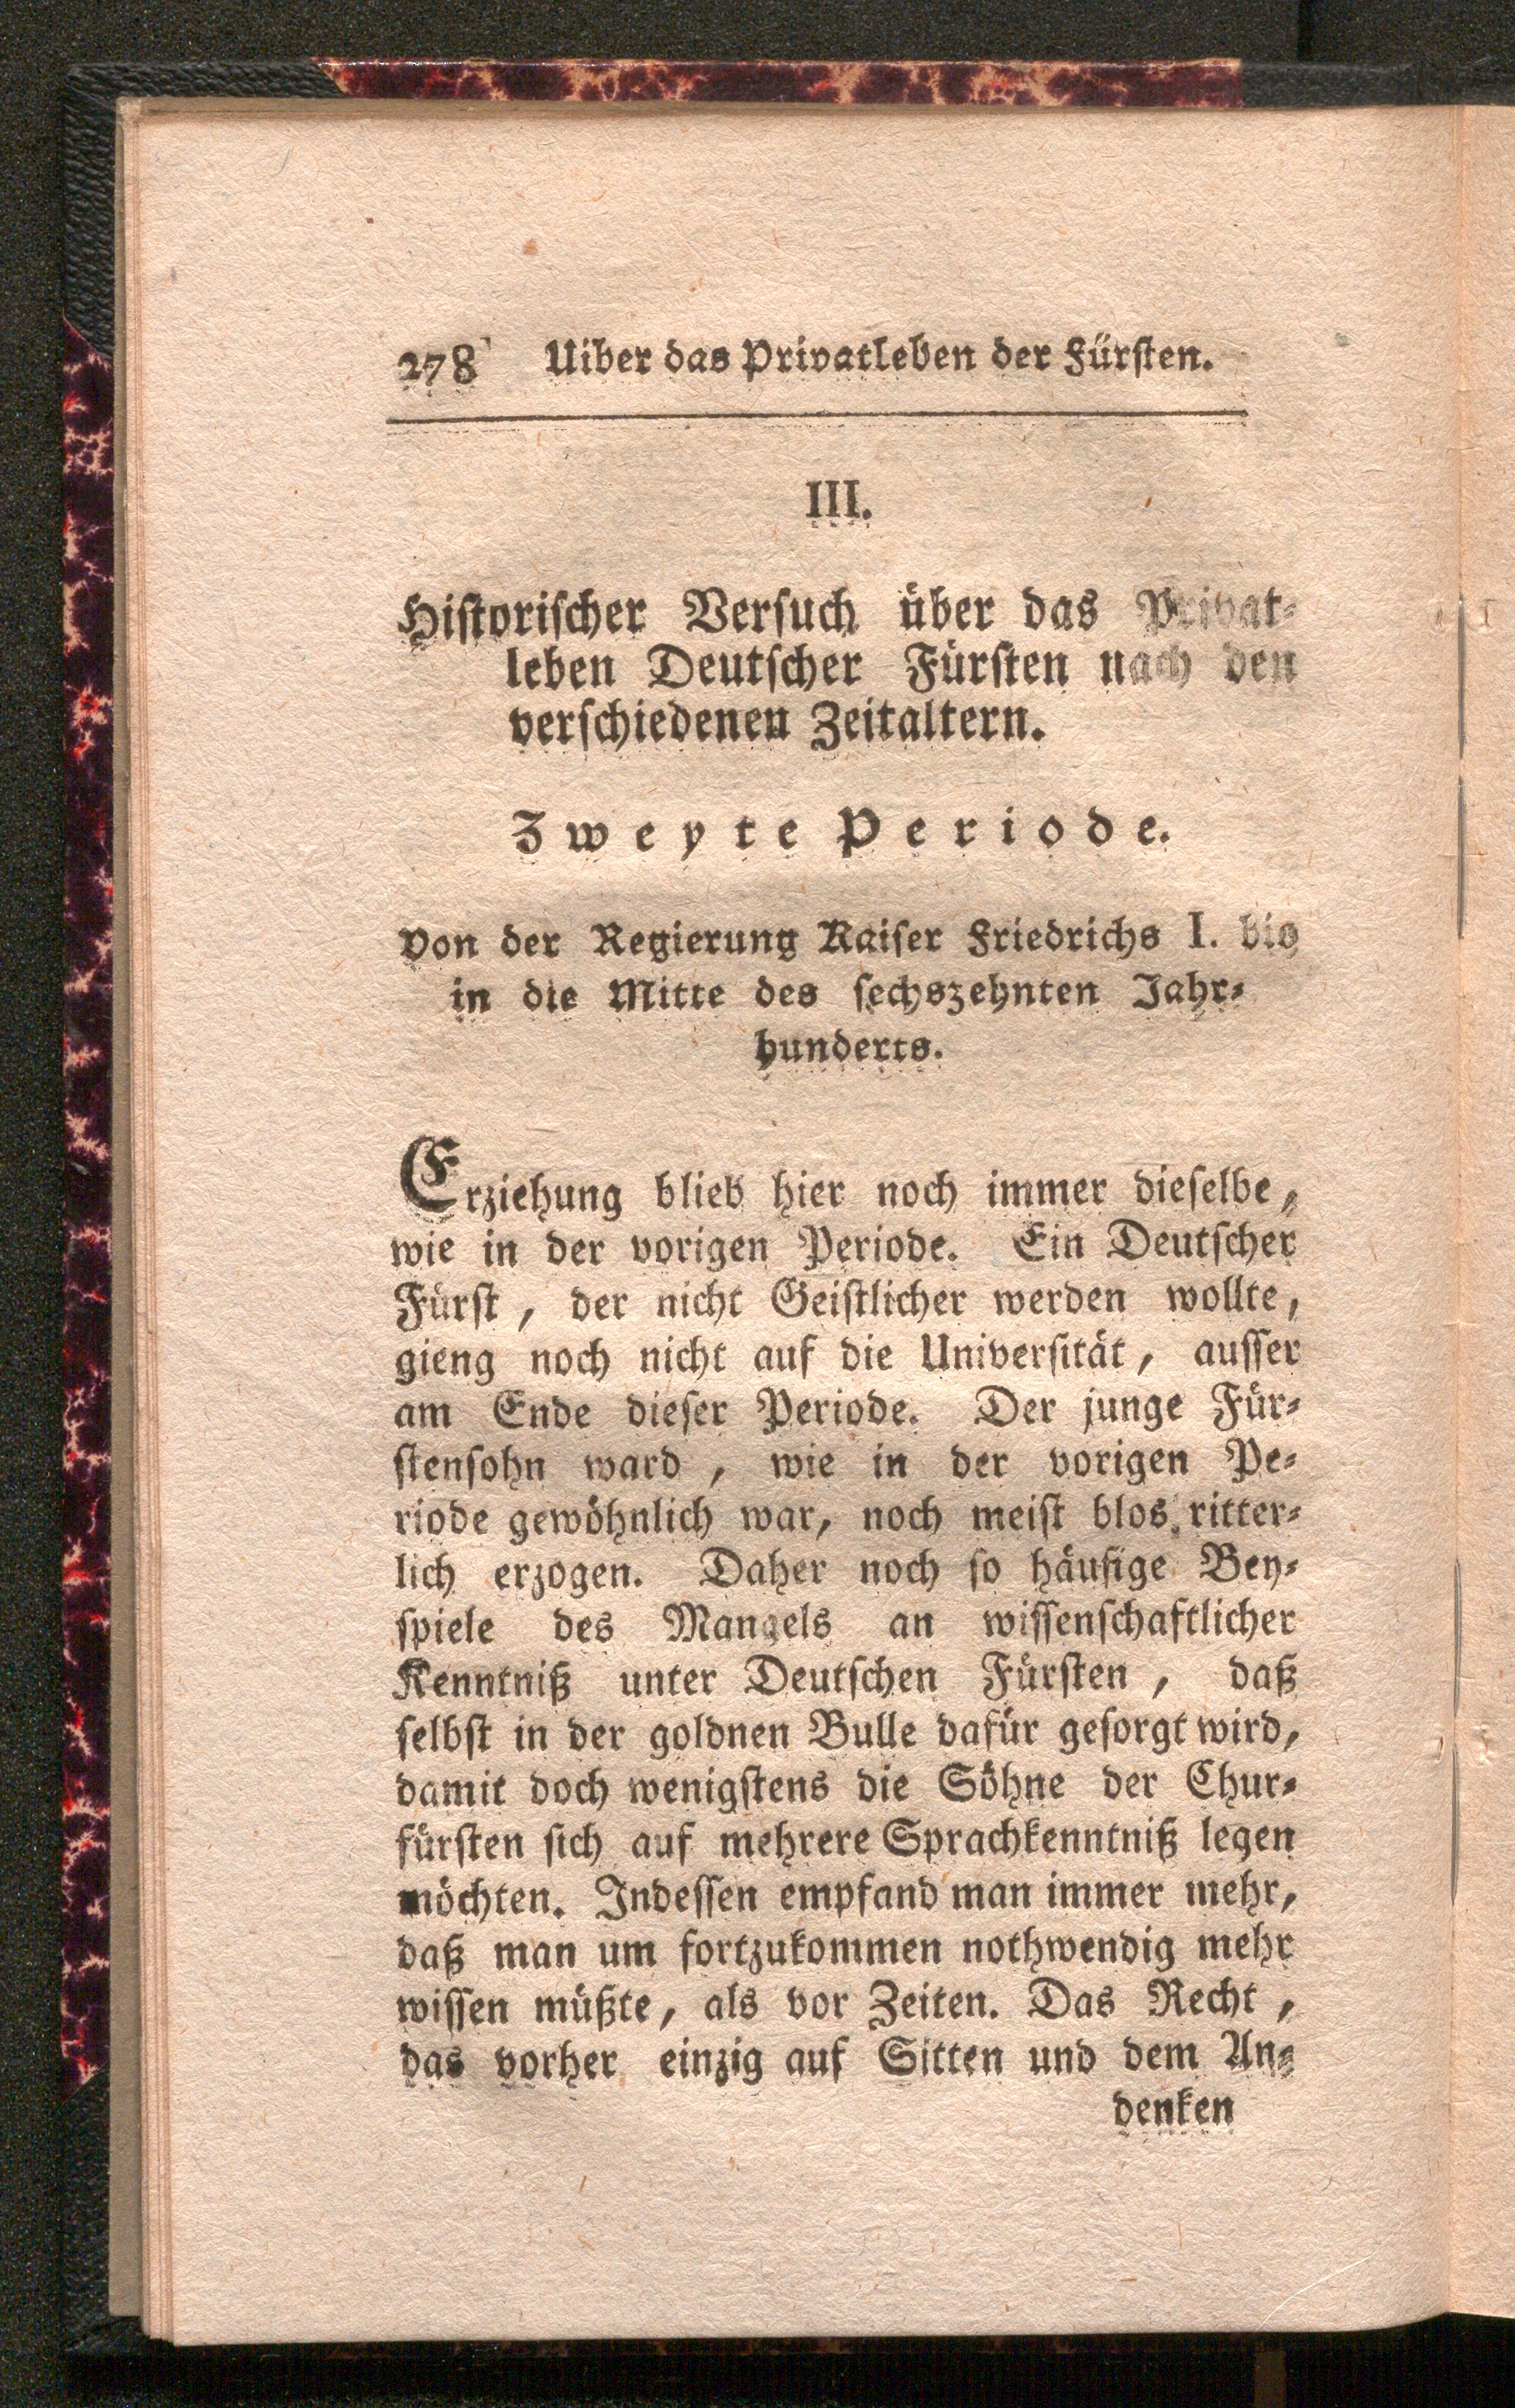 278 Uiber das Privatleben der Fürsten.
III.
Historischer Versuch über das Privat-
leben Deutscher Fürsten nach den
verschiedenen Zeitaltern.
Zweyte Periode.
Von der Regierung Kaiser Friedrichs I. bis
in die Mitte des sechszehnten Jahr-
hunderts.
Erziehung blieb hier noch immer dieselbe,
wie in der vorigen Periode. Ein Deutscher
Fürst, der nicht Geistlicher werden wollte,
gieng noch nicht auf die Universität, ausser
am Ende dieser Periode. Der junge Für-
stensohn ward, wie in der vorigen Pe-
riode gewöhnlich war, noch meist blos ritter-
lich erzogen. Daher noch so häufige Bey-
spiele des Mangels an wissenschaftlicher
Kenntniß unter Deutschen Fürsten, daß
selbst in der goldnen Bulle dafür gesorgt wird,
damit doch wenigstens die Söhne der Chur-
fürsten sich auf mehrere Sprachkenntniß legen
möchten. Indessen empfand man immer mehr,
daß man um fortzukommen nothwendig mehr
wissen müßte, als vor Zeiten. Das Recht,
das vorher einzig auf Sitten und dem An-
denken